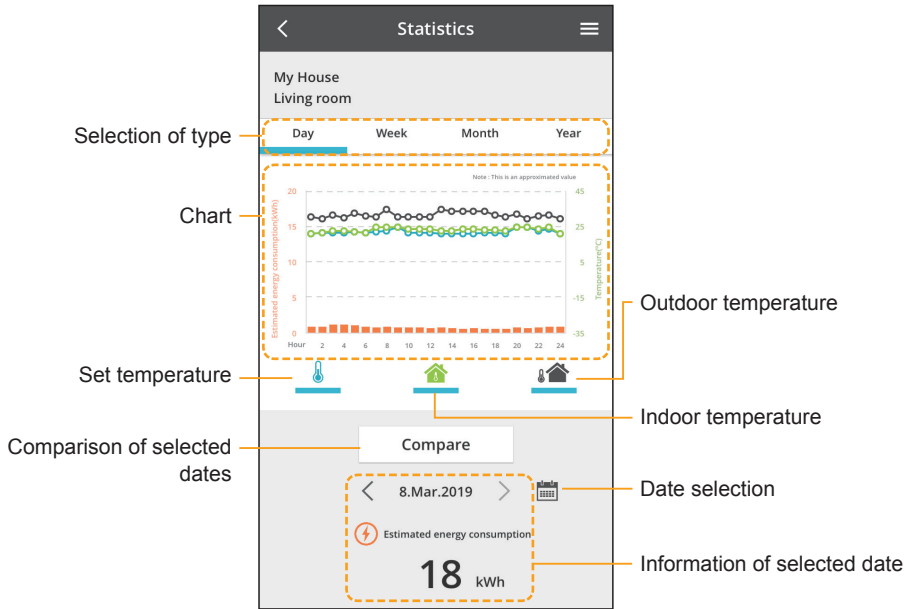 Statistics
My House
Living room
Selection of type
Day Week Month Year
Note : This is an approximated value
Chart
Estimated energy consumption(kWh)
20
15
10
5
0
45
25
5
-15
-35
Temperature(°C)
Hour 2 4 6 8 10 12 14 16 18 20 22 24
Outdoor temperature
Set temperature
Indoor temperature
Comparison of selected
dates
Compare
8.Mar.2019
Date selection
Estimated energy consumption
18 kWh
Information of selected date